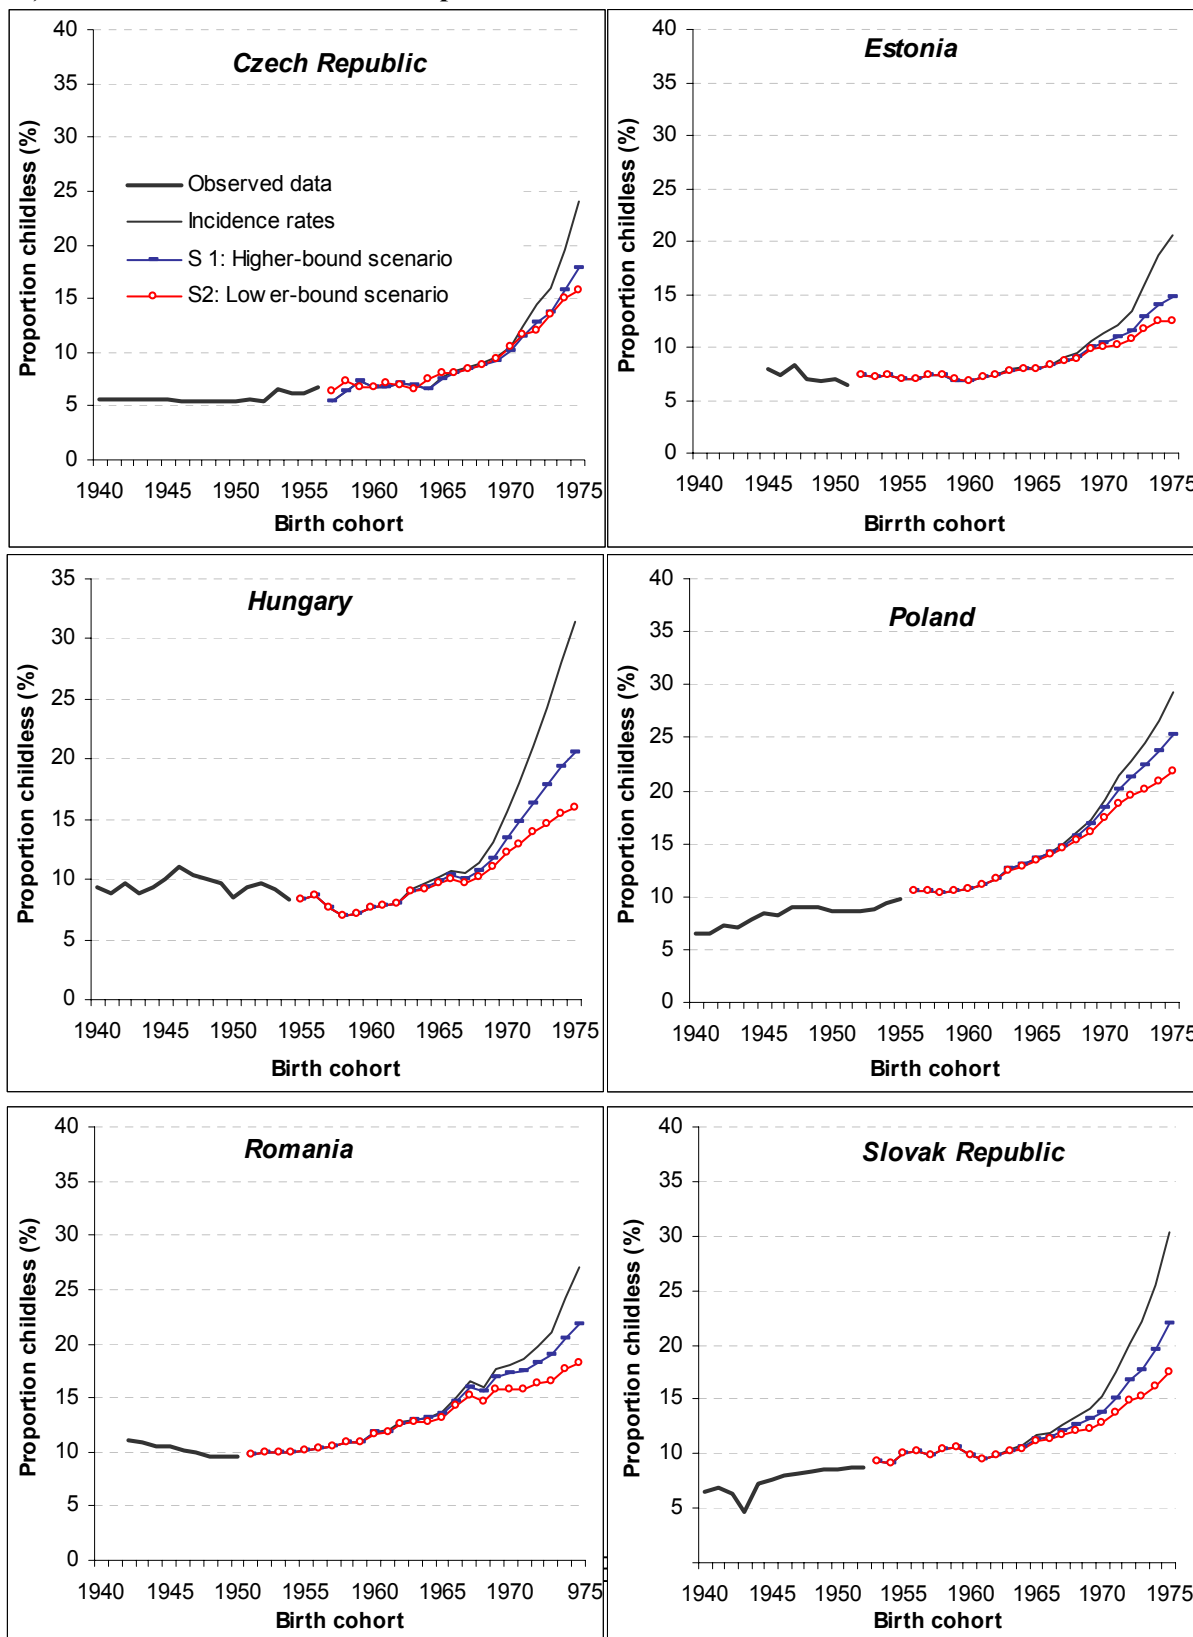 Czech Republic
Proportion childless (%)
40
35
30
25
20
15
10
5
0
Observed data
Incidence rates
S 1: Higher-bound scenario
S2: Lower-bound scenario
1940 1945 1950 1955 1960 1965 1970 1975
Birth cohort
Estonia
Proportion childless (%)
40
35
30
25
20
15
10
5
0
1940 1945 1950 1955 1960 1965 1970 1975
Birrth cohort
Hungary
Proportion childless (%)
35
30
25
20
15
10
5
0
1940 1945 1950 1955 1960 1965 1970 1975
Birth cohort
Poland
Proportion childless (%)
40
35
30
25
20
15
10
5
0
1940 1945 1950 1955 1960 1965 1970 1975
Birth cohort
Romania
Proportion childless (%)
40
35
30
25
20
15
10
5
0
1940 1945 1950 1955 1960 1965 1970 1975
Birth cohort
Slovak Republic
Proportion childless (%)
40
35
30
25
20
15
10
5
1940 1945 1950 1955 1960 1965 1970 1975
Birth cohort